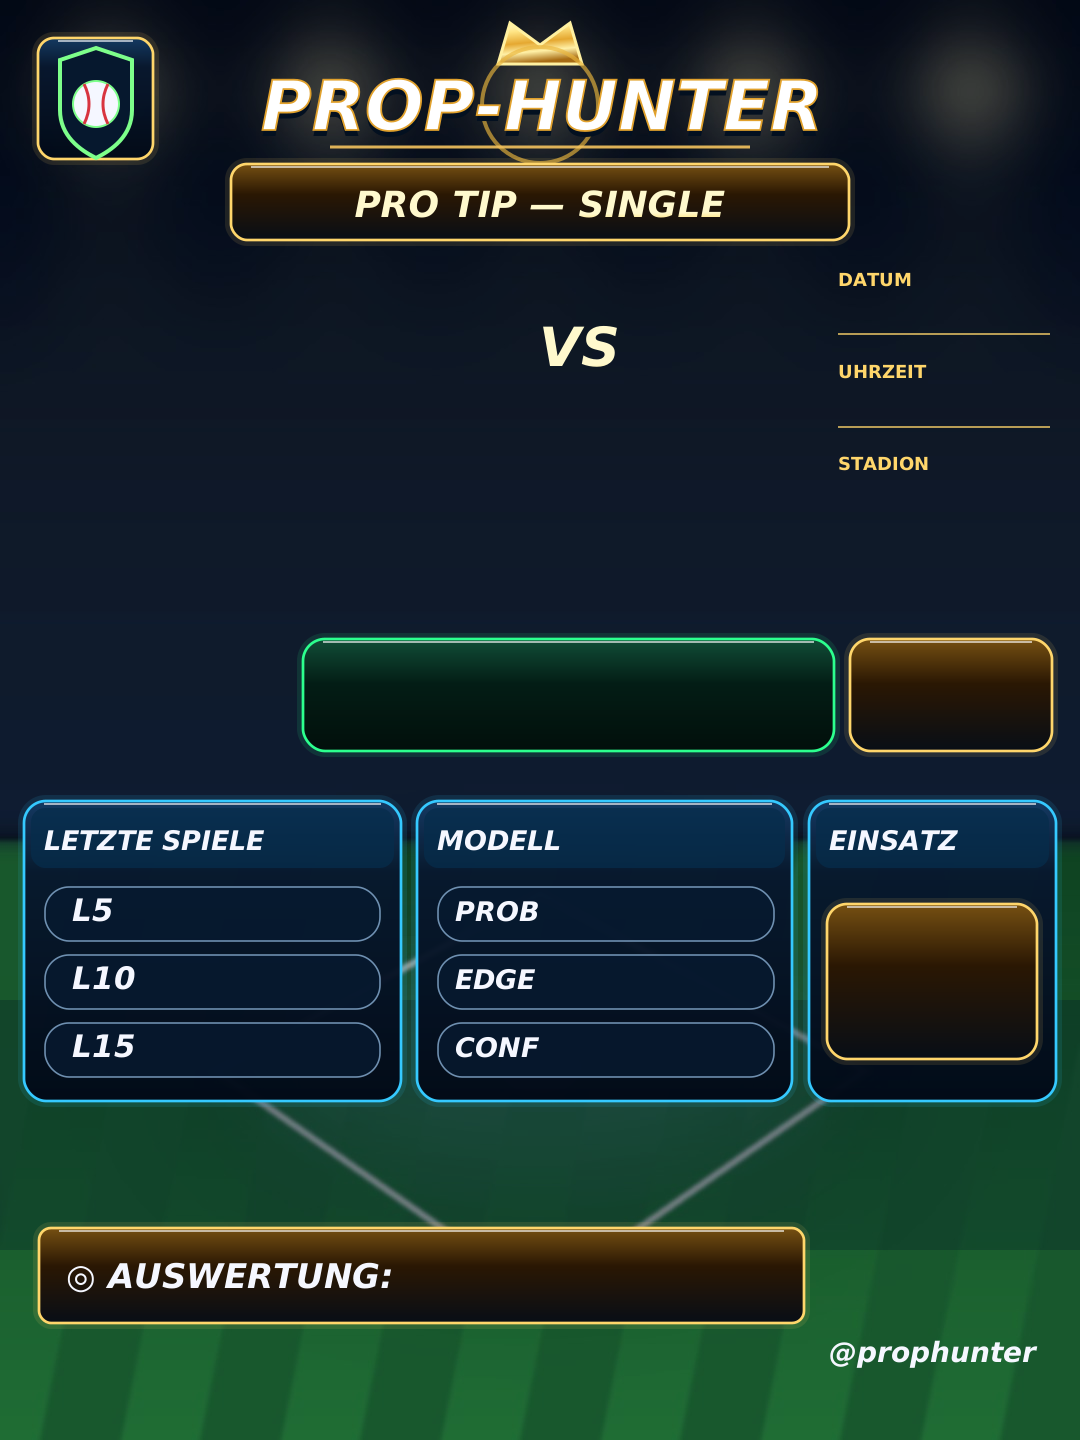 PROP-HUNTER
PRO TIP — SINGLE
VS
DATUM
UHRZEIT
STADION
LETZTE SPIELE
L5
L10
L15
MODELL
PROB
EDGE
CONF
EINSATZ
◎ AUSWERTUNG:
@prophunter